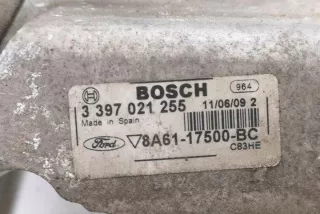 BOSCH 964
3 397 021 255 11/06/09 2
Made in Spain
Ford ▽8A61-17500-BC
C83HE